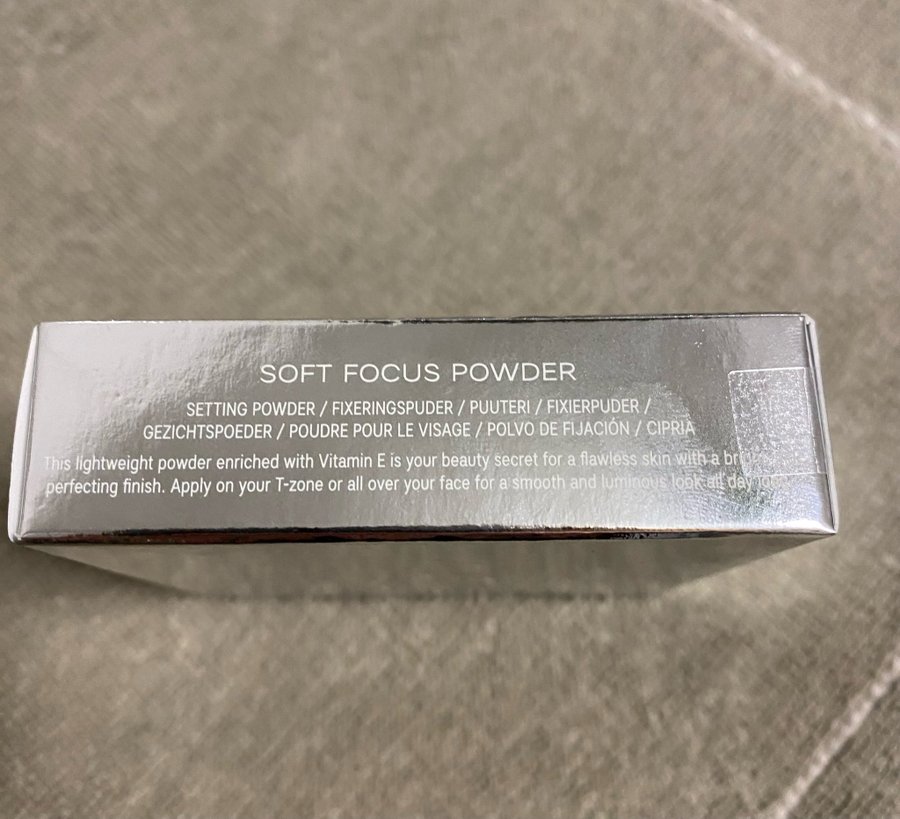 SOFT FOCUS POWDER
SETTING POWDER / FIXERINGSPUDER / PUUTERI / FIXIERPUDER /
GEZICHTSPOEDER / POUDRE POUR LE VISAGE / POLVO DE FIJACIÓN / CIPRIA
This lightweight powder enriched with Vitamin E is your beauty secret for a flawless skin with a
perfecting finish. Apply on your T-zone or all over your face for a smooth and luminous look all day